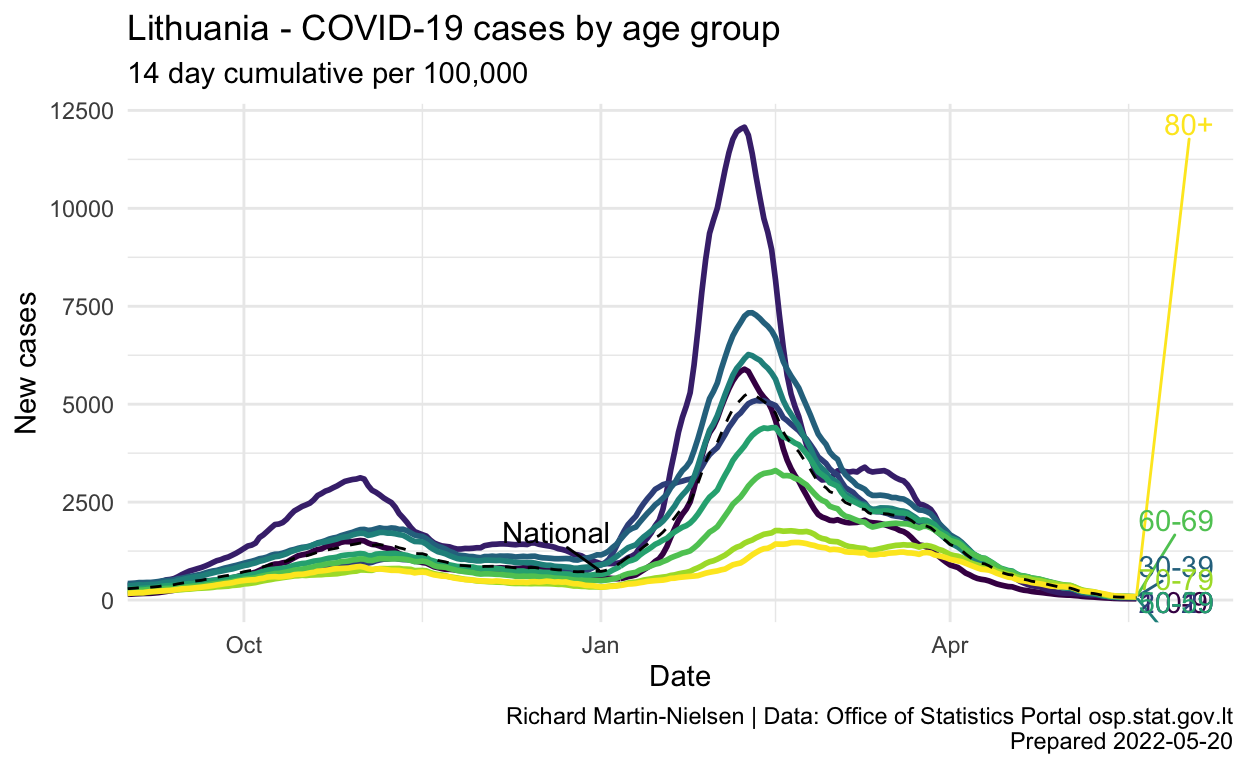 Lithuania - COVID-19 cases by age group
14 day cumulative per 100,000
New cases
12500
10000
7500
5000
2500
0
80+
National
60-69
30-39
70-79
Oct
Jan
Apr
Date
Richard Martin-Nielsen | Data: Office of Statistics Portal osp.stat.gov.lt
Prepared 2022-05-20